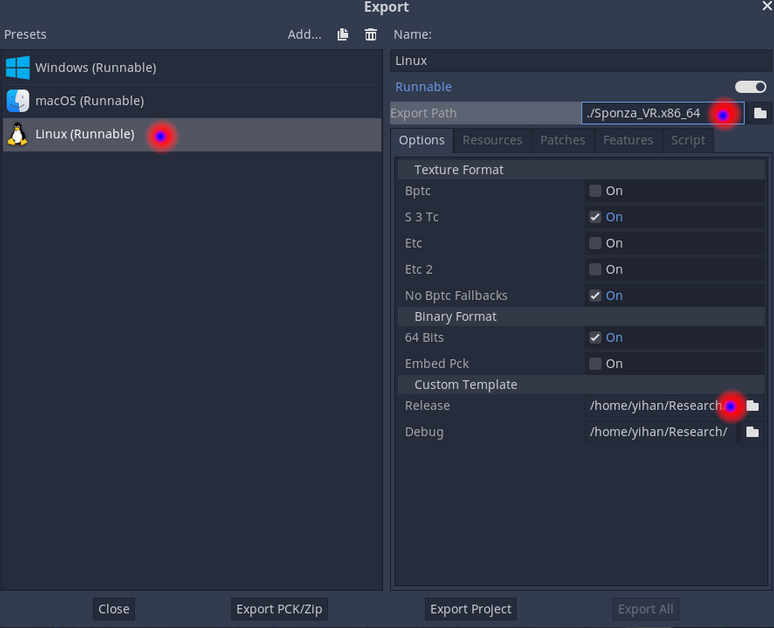 Export
Presets
Add...
Name:
Windows (Runnable)
macOS (Runnable)
Linux (Runnable)
Linux
Runnable
Export Path
./Sponza_VR.x86_64
Options Resources Patches Features Script
Texture Format
Bptc On
S 3 Tc On
Etc On
Etc 2 On
No Bptc Fallbacks On
Binary Format
64 Bits On
Embed Pck On
Custom Template
Release /home/yihan/Research/
Debug /home/yihan/Research/
Close Export PCK/Zip Export Project Export All